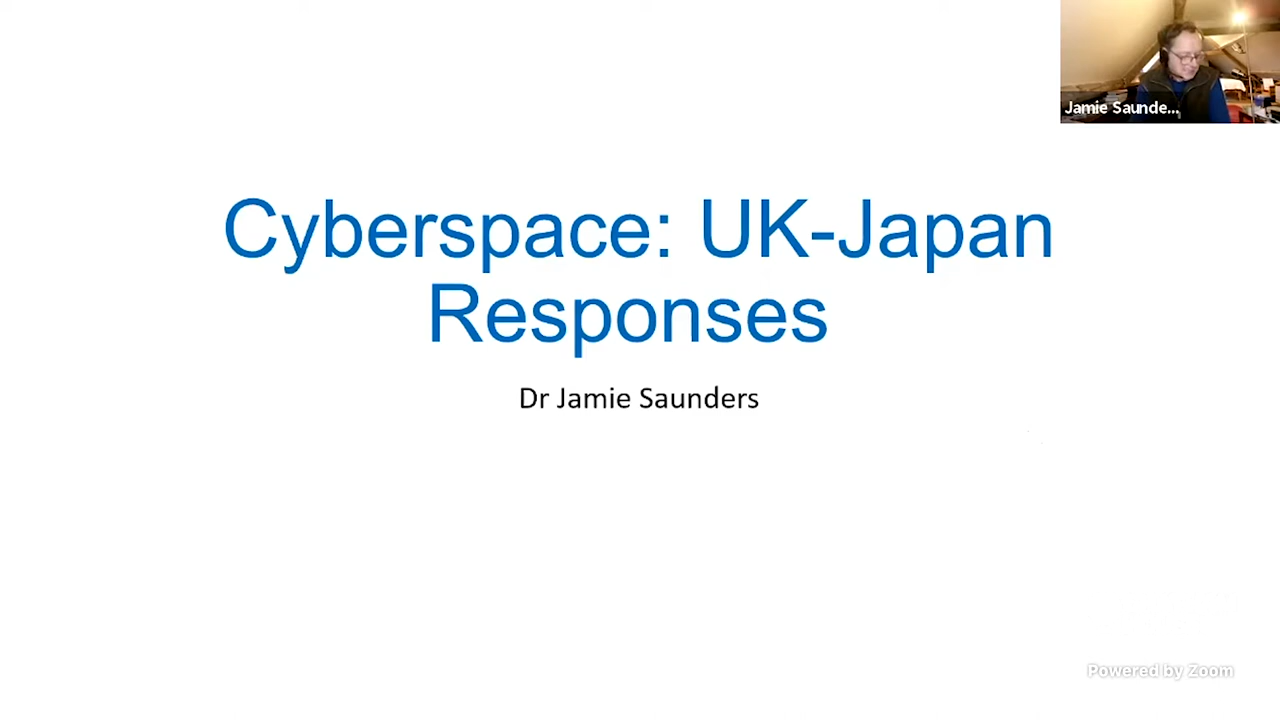 Jamie Saunde...
Cyberspace: UK-Japan
Responses
Dr Jamie Saunders
Powered by Zoom